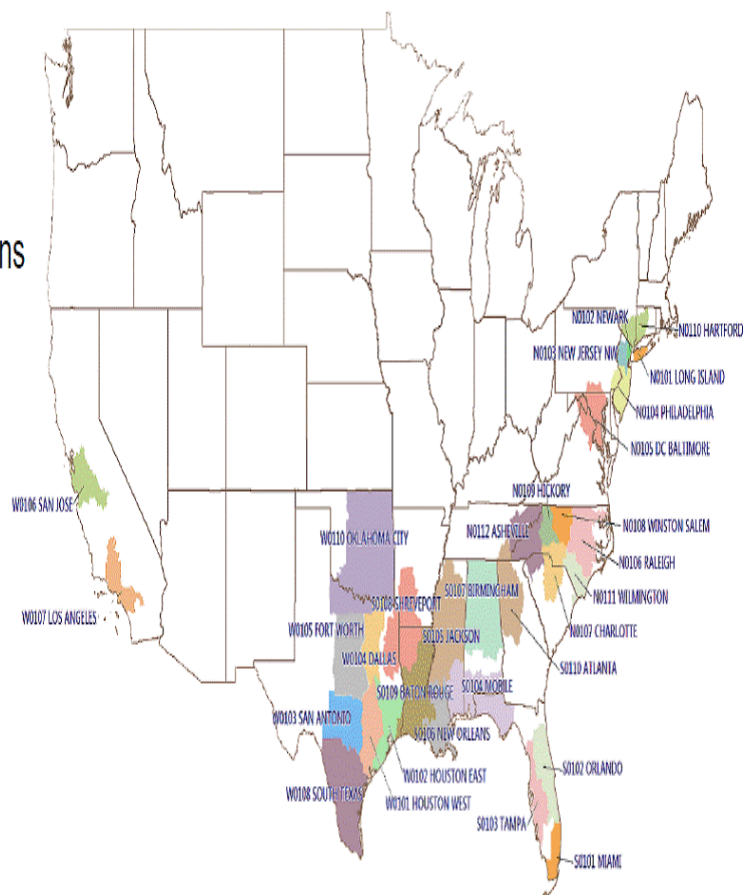 ns
N0102 NEWARK
N0110 HARTFORD
N0103 NEW JERSEY NW
N0101 LONG ISLAND
N0104 PHILADELPHIA
N0105 DC BALTIMORE
N0109 HICKORY
W0106 SAN JOSE
N0108 WINSTON SALEM
N0112 ASHEVILLE
W0110 OKLAHOMA CITY
N0106 RALEIGH
S0107 BIRMINGHAM
N0111 WILMINGTON
S0108 SHREVEPORT
W0107 LOS ANGELES
W0105 FORT WORTH
N0107 CHARLOTTE
S0105 JACKSON
W0104 DALLAS
S0110 ATLANTA
S0104 MOBILE
S0109 BATON ROUGE
W0103 SAN ANTONIO
S0106 NEW ORLEANS
S0102 ORLANDO
W0102 HOUSTON EAST
W0108 SOUTH TEXAS
W0101 HOUSTON WEST
S0103 TAMPA
S0101 MIAMI